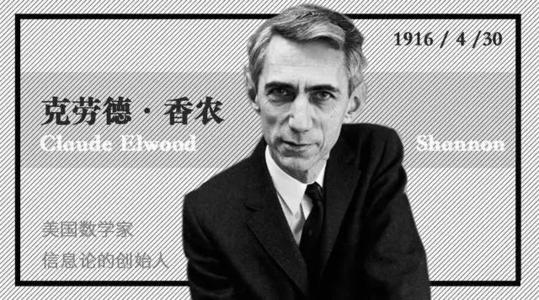 1916 / 4 /30
克劳德 · 香农
Claude Elwood Shannon
美国数学家
信息论的创始人